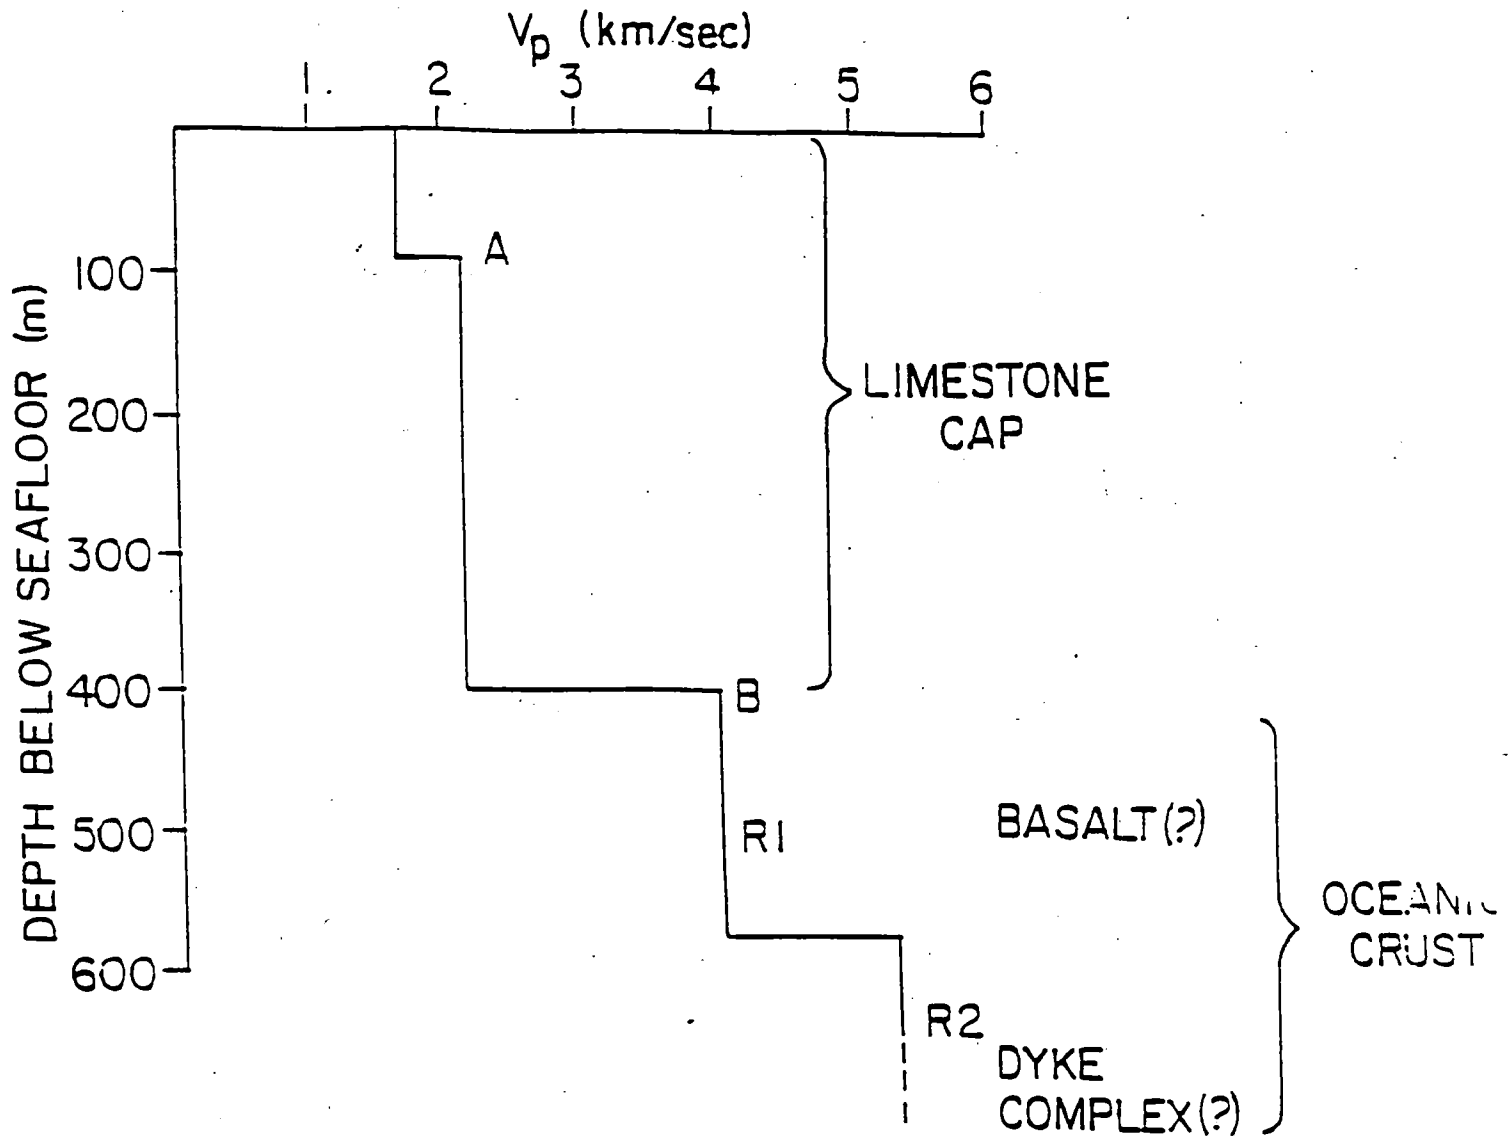 Vp (km/sec)
1 2 3 4 5 6
A
100
LIMESTONE
CAP
200
300
400
B
BASALT(?)
500
R1
CRUST
600
R2
DYKE
COMPLEX(?)
DEPTH BELOW SEAFLOOR (m)